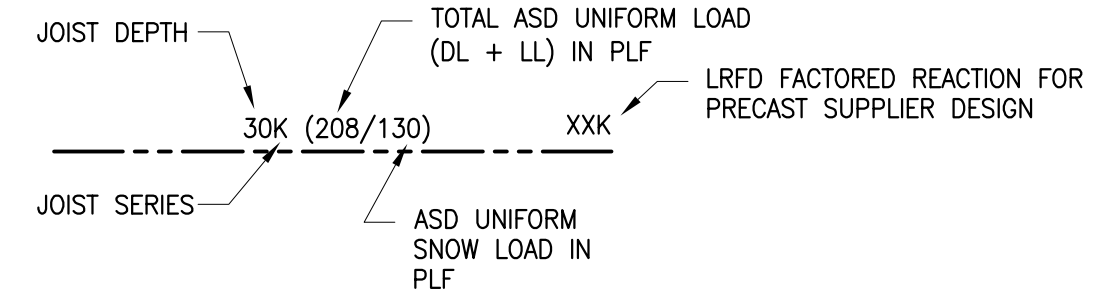 JOIST DEPTH
TOTAL ASD UNIFORM LOAD
(DL + LL) IN PLF
LRFD FACTORED REACTION FOR
PRECAST SUPPLIER DESIGN
30K (208/130)
XXK
JOIST SERIES
ASD UNIFORM
SNOW LOAD IN
PLF